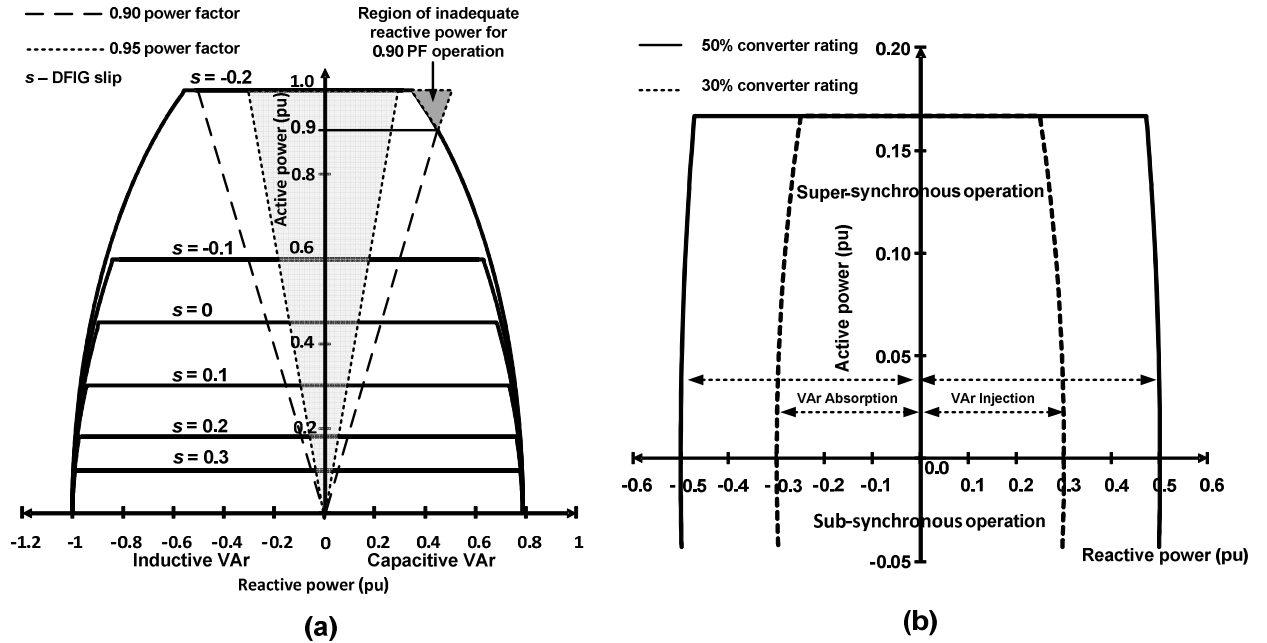 0.90 power factor
0.95 power factor
s – DFIG slip
Region of inadequate
reactive power for
0.90 PF operation
s = -0.2
1.0
0.9
0.8
Active power (pu)
s = -0.1
0.6
s = 0
0.4
s = 0.1
s = 0.2
0.2
s = 0.3
-1.2 -1 -0.8 -0.6 -0.4 -0.2 0 0.2 0.4 0.6 0.8 1
Inductive VAr
Capacitive VAr
Reactive power (pu)
(a)
50% converter rating
30% converter rating
0.20
0.15
Super-synchronous operation
0.10
Active power (pu)
0.05
VAr Absorption
VAr Injection
0.0
-0.6 -0.5 -0.4 -0.3 -0.2 -0.1 0.1 0.2 0.3 0.4 0.5 0.6
Sub-synchronous operation
Reactive power (pu)
-0.05
(b)